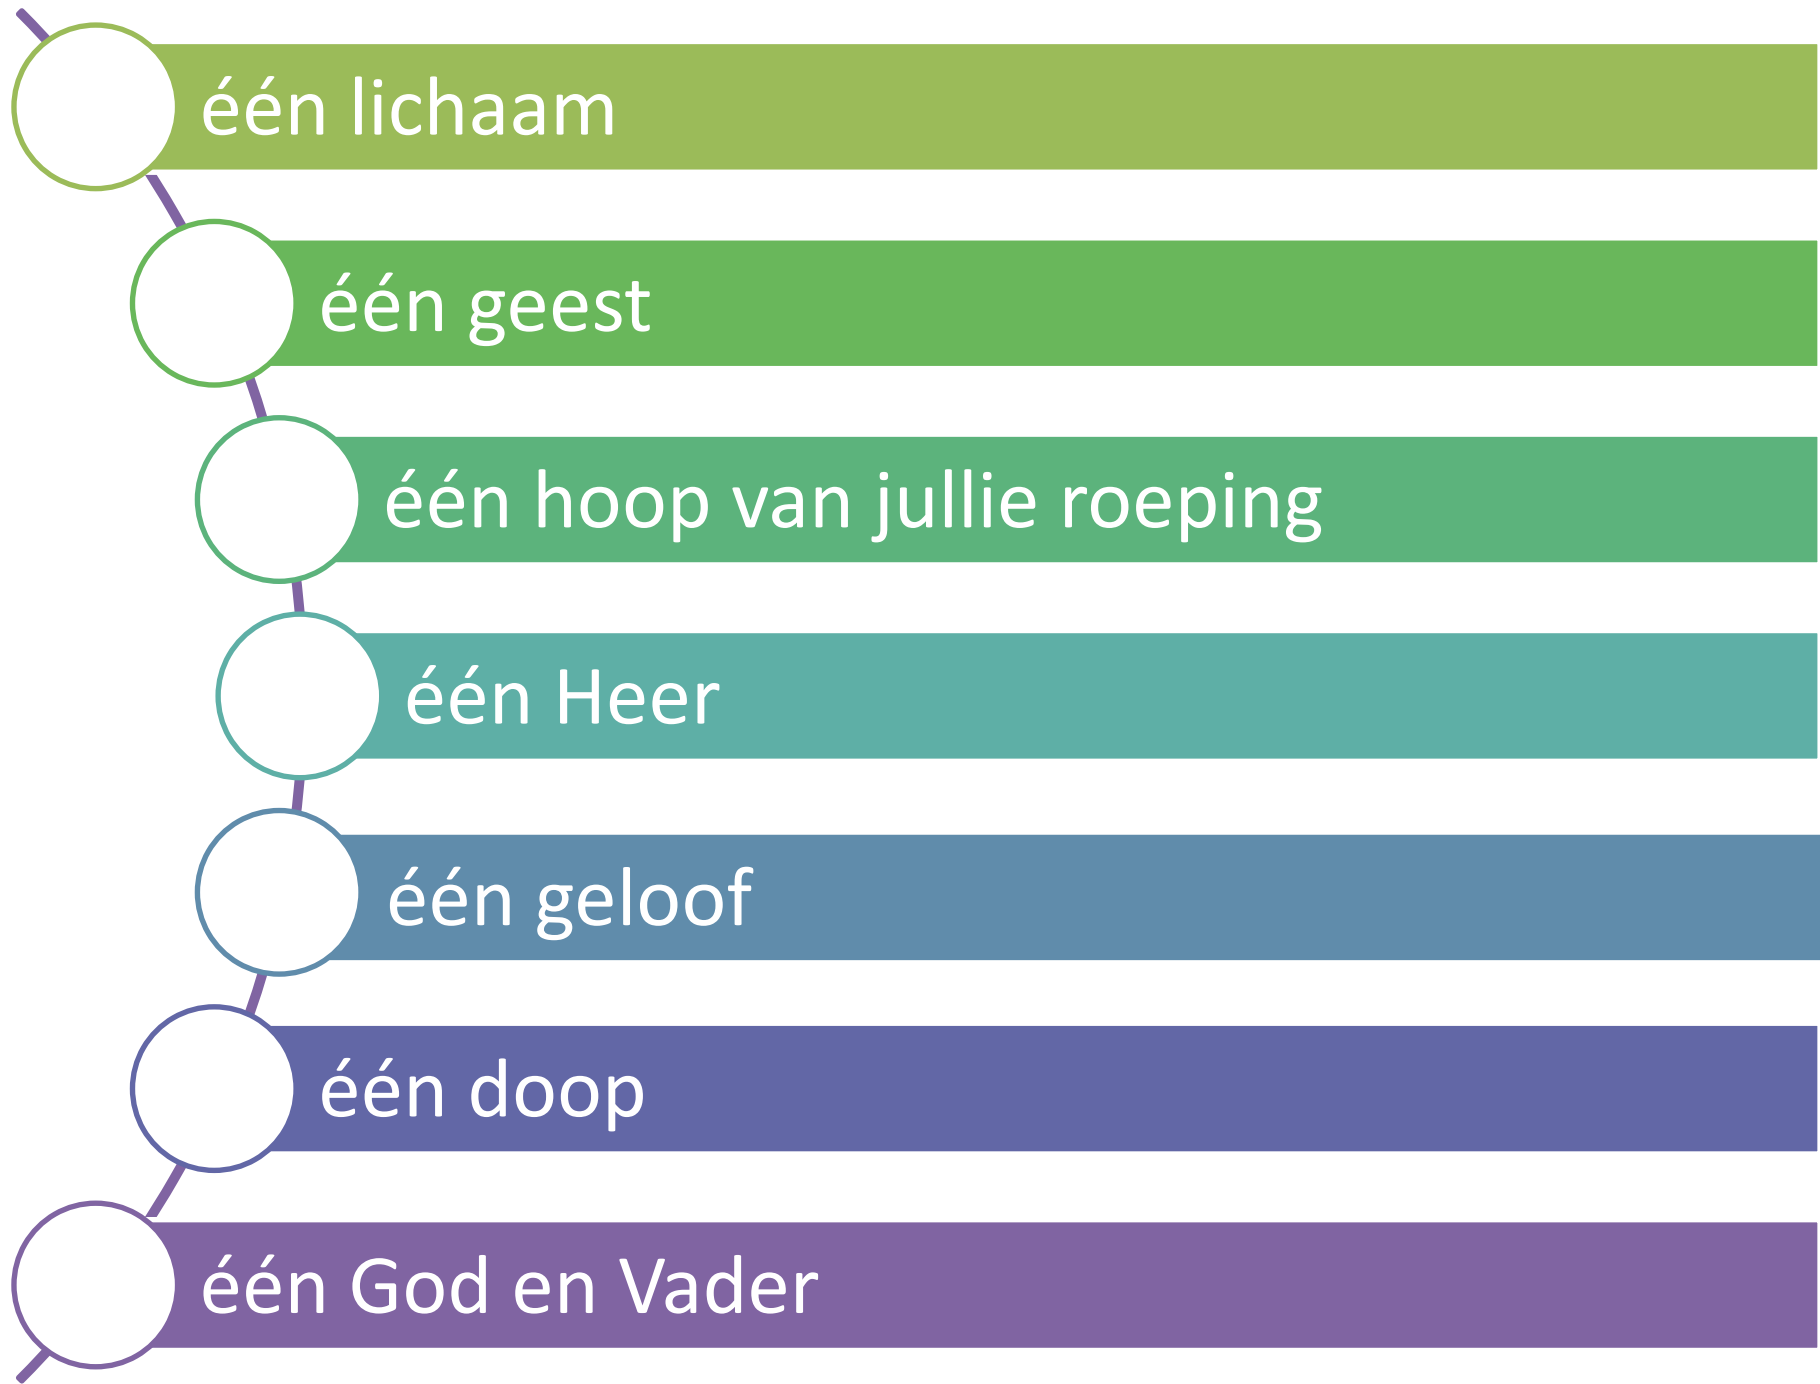 één lichaam
één geest
één hoop van jullie roeping
één Heer
één geloof
één doop
één God en Vader